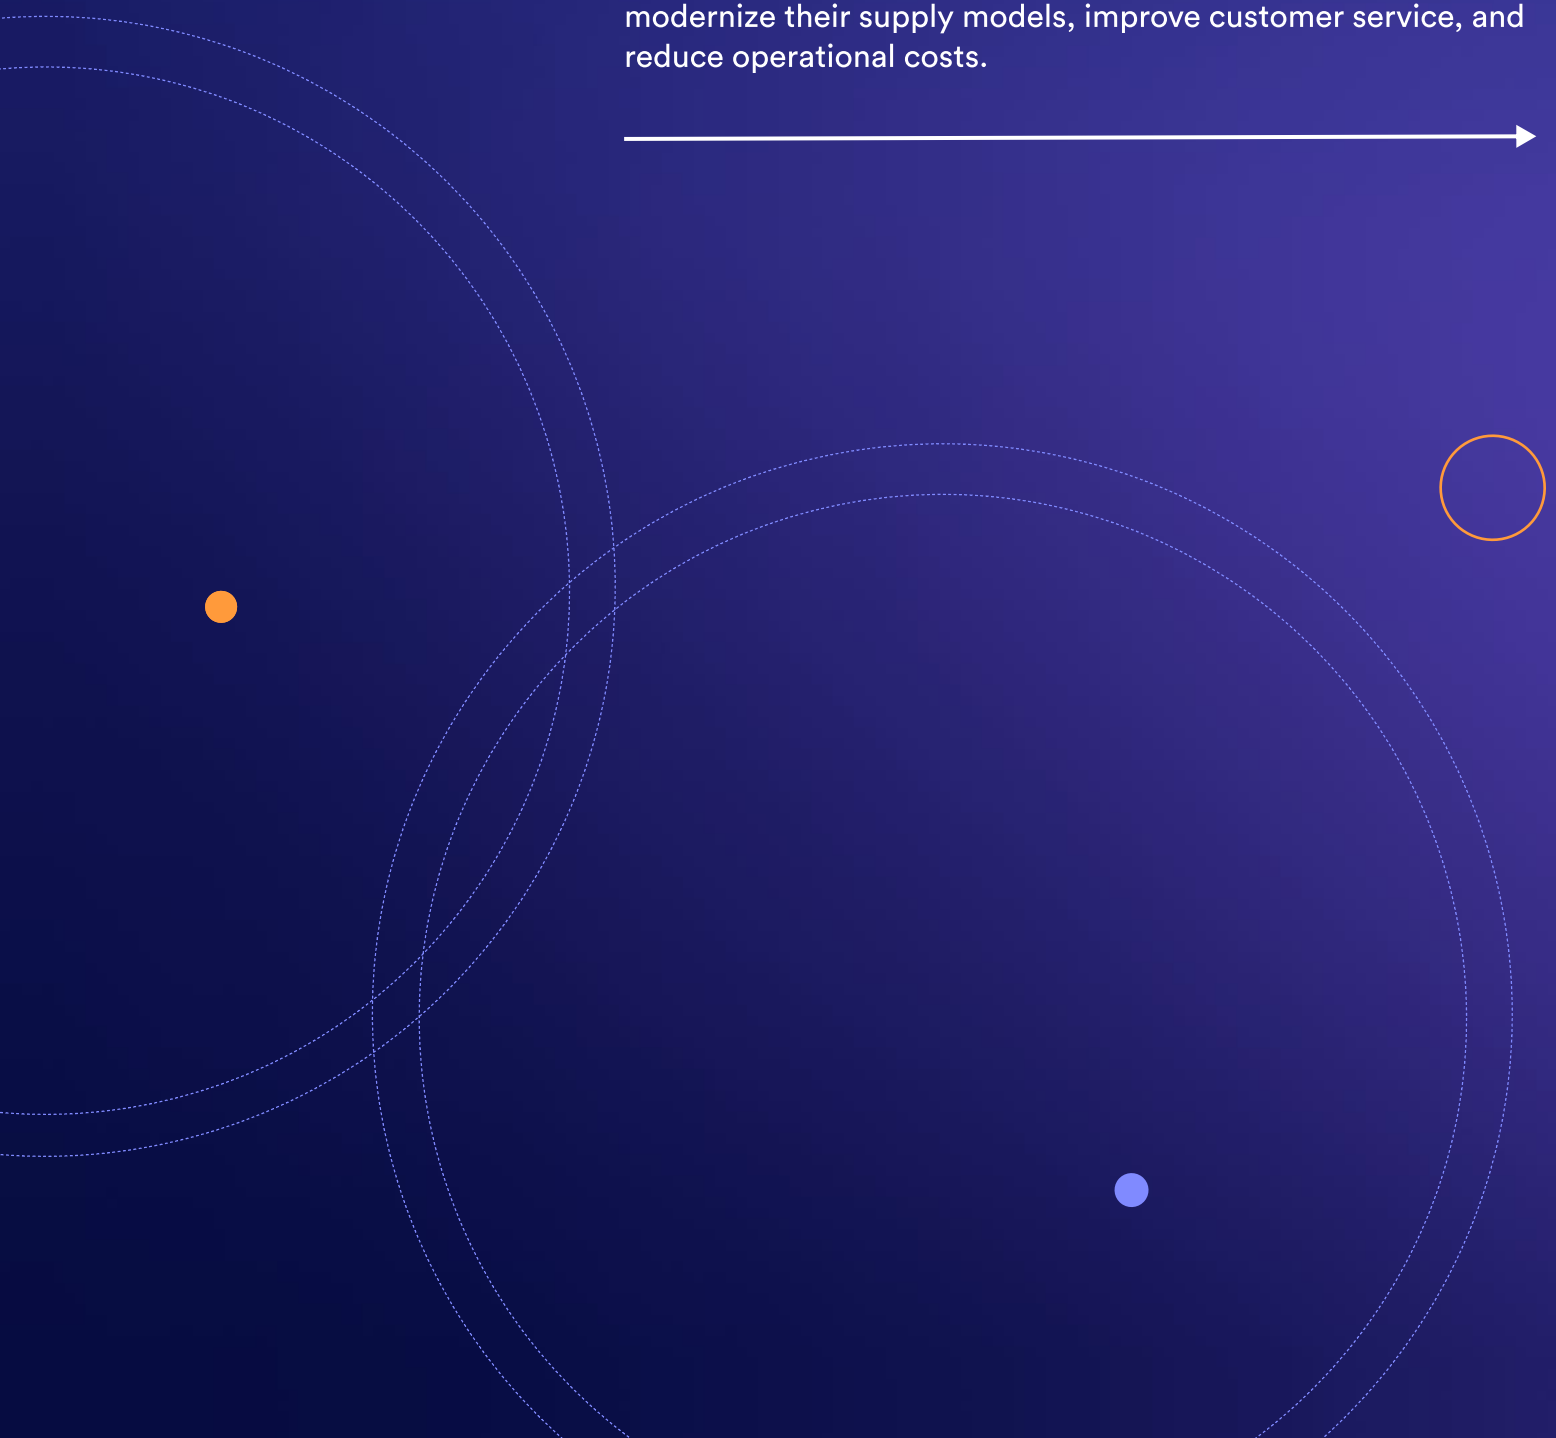 modernize their supply models, improve customer service, and
reduce operational costs.